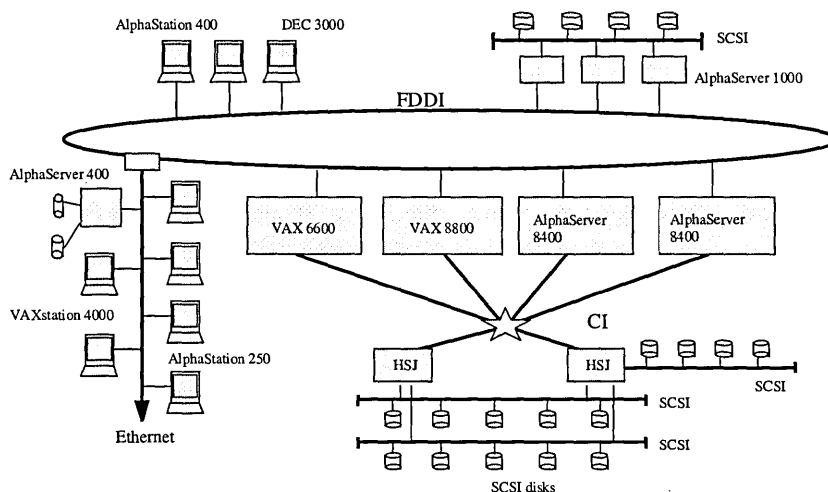 AlphaStation 400
DEC 3000
SCSI
AlphaServer 1000
FDDI
AlphaServer 400
VAX 6600
VAX 8800
AlphaServer
8400
AlphaServer
8400
VAXstation 4000
CI
AlphaStation 250
HSJ
HSJ
SCSI
SCSI
Ethernet
SCSI
SCSI disks